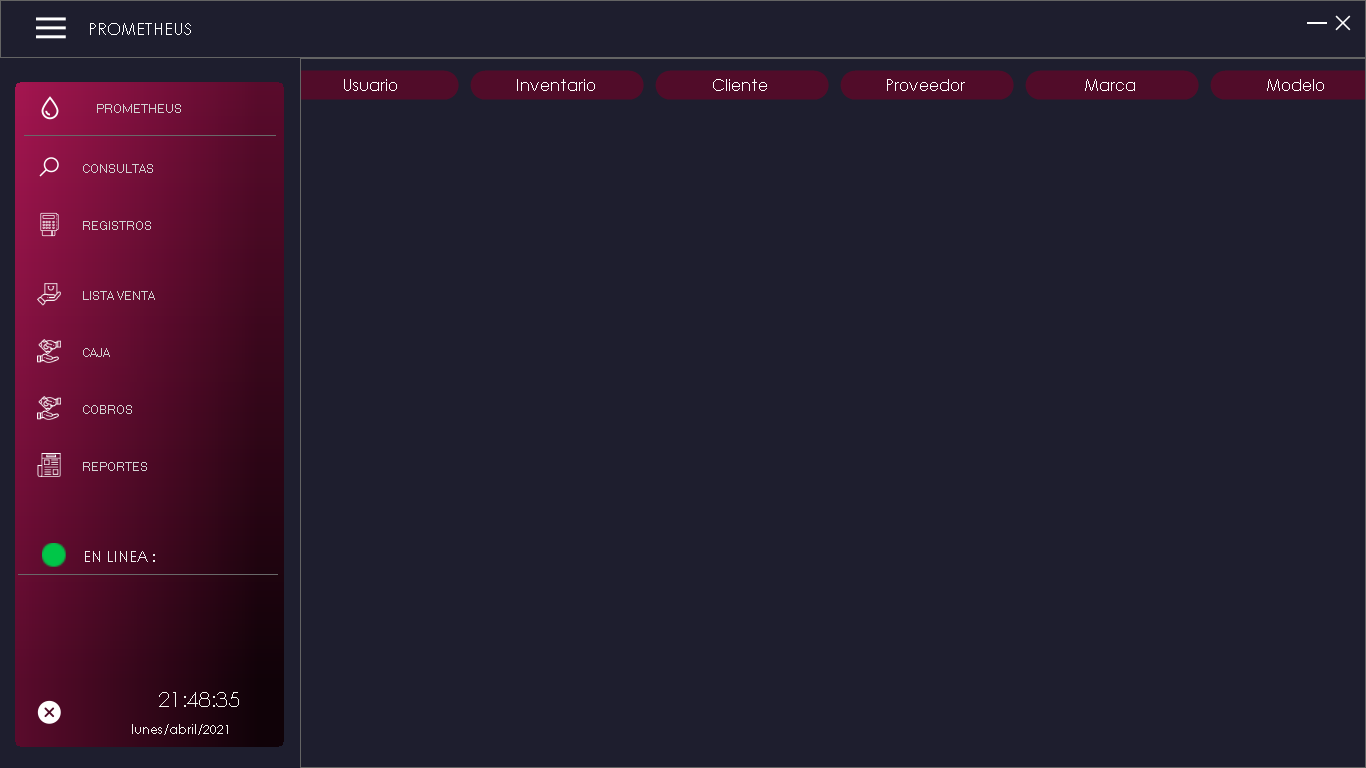 PROMETHEUS
Usuario Inventario Cliente Proveedor Marca Modelo
PROMETHEUS
CONSULTAS
REGISTROS
LISTA VENTA
CAJA
COBROS
REPORTES
EN LINEA :
21:48:35
lunes/abril/2021